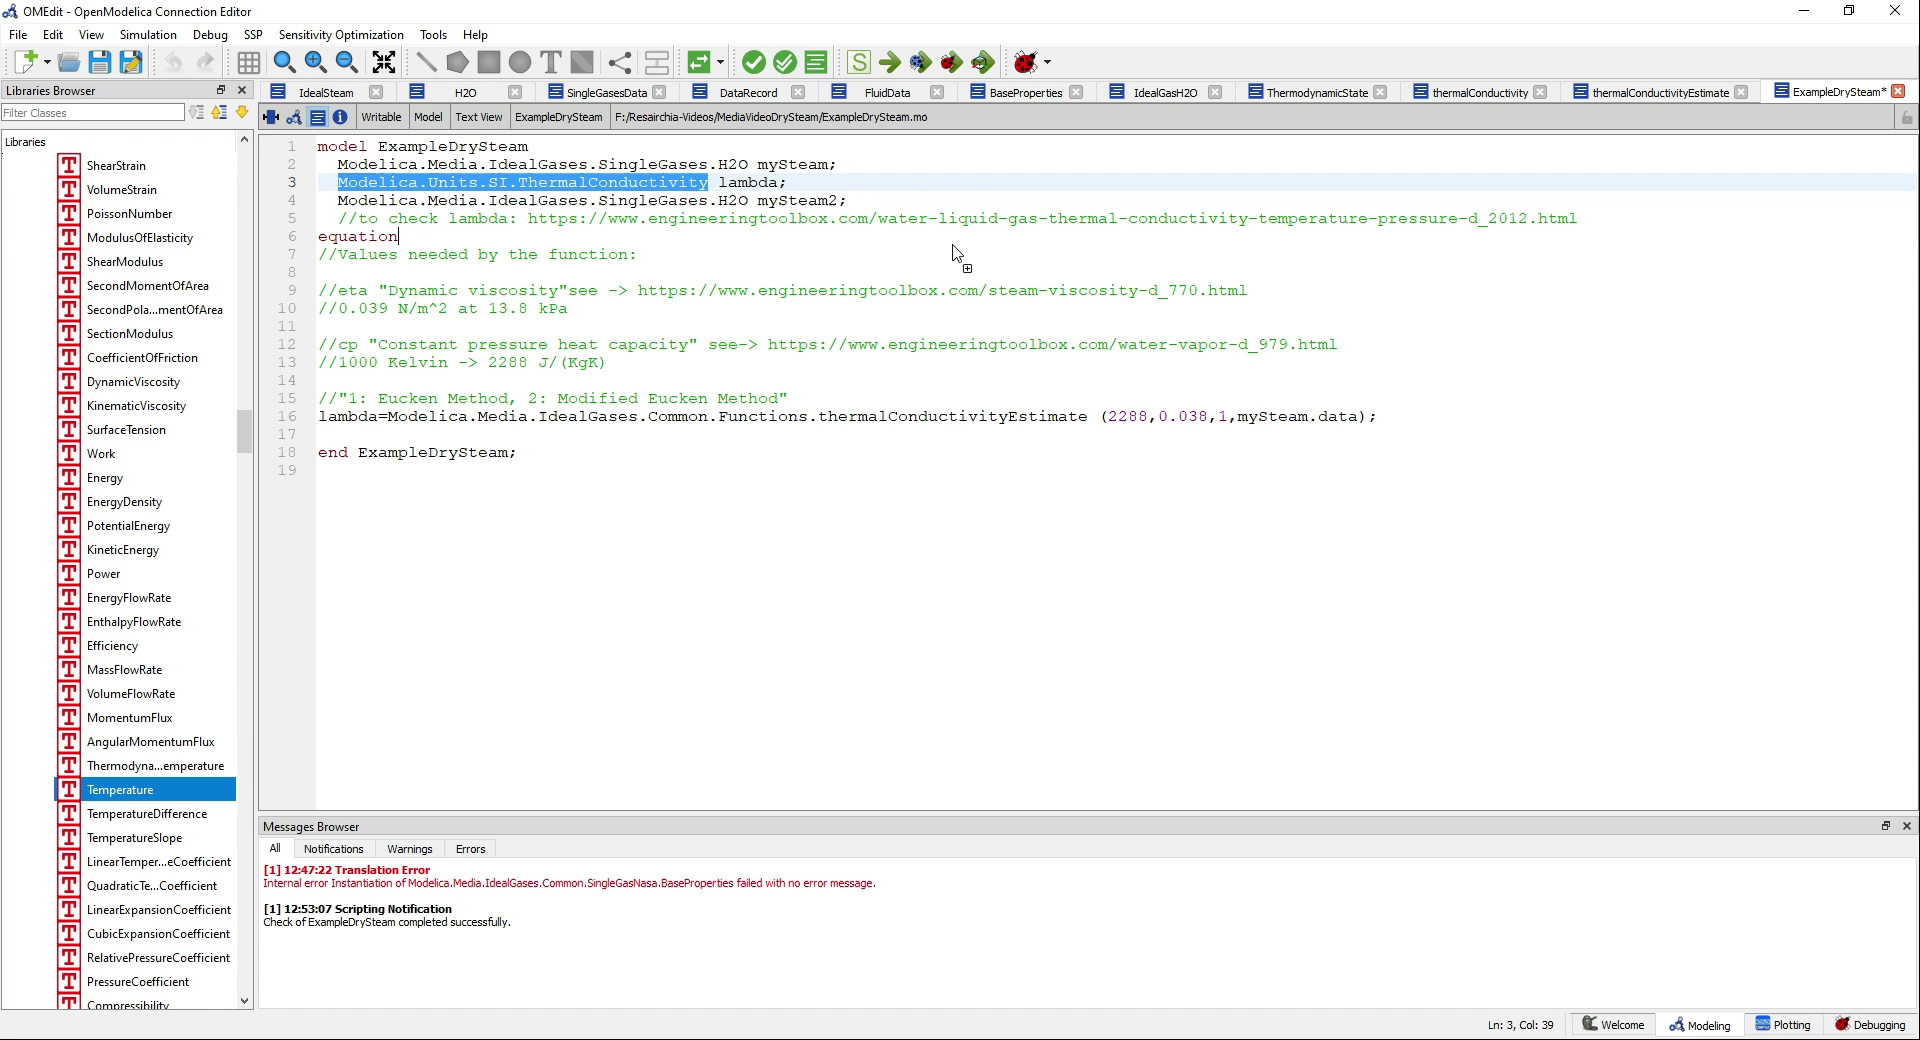 OMEdit - OpenModelica Connection Editor
File Edit View Simulation Debug SSP Sensitivity Optimization Tools Help
Libraries Browser
IdealSteam H2O SingleGasesData DataRecord FluidData BaseProperties IdealGasH2O ThermodynamicState thermalConductivity thermalConductivityEstimate ExampleDrySteam*
Filter Classes
Writable Model Text View ExampleDrySteam F:/Resairchia-Videos/MediaVideoDrySteam/ExampleDrySteam.mo
Libraries
ShearStrain
VolumeStrain
PoissonNumber
ModulusOfElasticity
ShearModulus
SecondMomentOfArea
SecondPola...mentOfArea
SectionModulus
CoefficientOfFriction
DynamicViscosity
KinematicViscosity
SurfaceTension
Work
Energy
EnergyDensity
PotentialEnergy
KineticEnergy
Power
EnergyFlowRate
EnthalpyFlowRate
Efficiency
MassFlowRate
VolumeFlowRate
MomentumFlux
AngularMomentumFlux
Thermodyna...emperature
Temperature
TemperatureDifference
TemperatureSlope
LinearTemper...eCoefficient
QuadraticTe...Coefficient
LinearExpansionCoefficient
CubicExpansionCoefficient
RelativePressureCoefficient
PressureCoefficient
Compressibility
1 model ExampleDrySteam
2 Modelica.Media.IdealGases.SingleGases.H2O mySteam;
3 Modelica.Units.SI.ThermalConductivity lambda;
4 Modelica.Media.IdealGases.SingleGases.H2O mySteam2;
5 //to check lambda: https://www.engineeringtoolbox.com/water-liquid-gas-thermal-conductivity-temperature-pressure-d_2012.html
6 equation
7 //Values needed by the function:
8
9 //eta "Dynamic viscosity"see -> https://www.engineeringtoolbox.com/steam-viscosity-d_770.html
10 //0.039 N/m^2 at 13.8 kPa
11
12 //cp "Constant pressure heat capacity" see-> https://www.engineeringtoolbox.com/water-vapor-d_979.html
13 //1000 Kelvin -> 2288 J/(KgK)
14
15 //"1: Eucken Method, 2: Modified Eucken Method"
16 lambda=Modelica.Media.IdealGases.Common.Functions.thermalConductivityEstimate (2288,0.038,1,mySteam.data);
17
18 end ExampleDrySteam;
19
Messages Browser
All Notifications Warnings Errors
[1] 12:47:22 Translation Error
Internal error Instantiation of Modelica.Media.IdealGases.Common.SingleGasNasa.BaseProperties failed with no error message.
[1] 12:53:07 Scripting Notification
Check of ExampleDrySteam completed successfully.
Ln: 3, Col: 39 Welcome Modeling Plotting Debugging